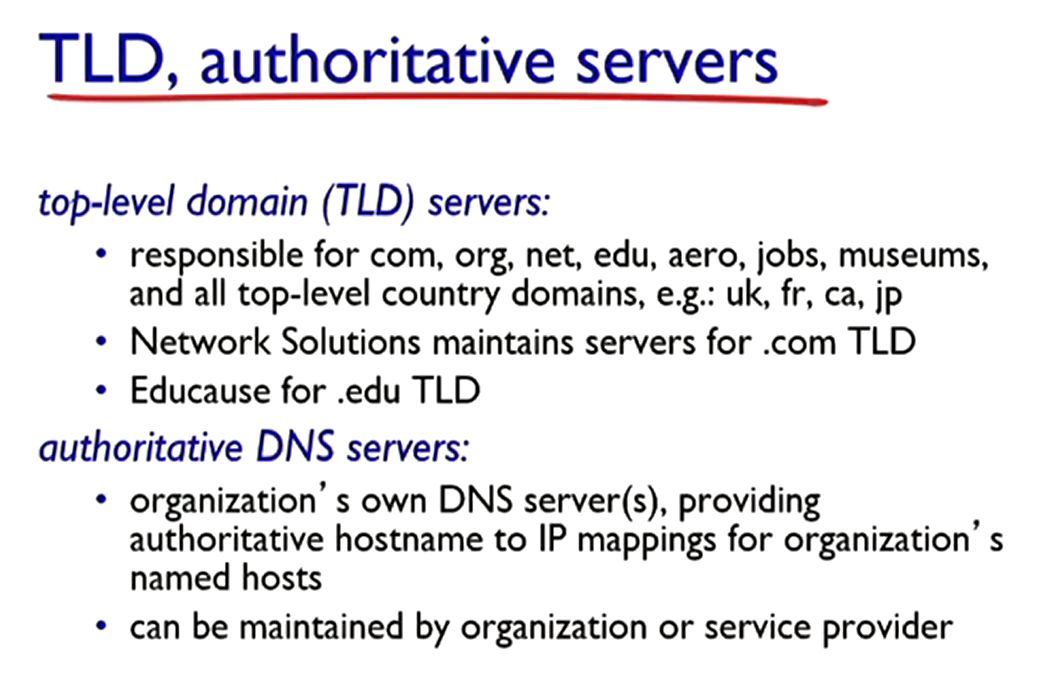 TLD, authoritative servers
top-level domain (TLD) servers:
• responsible for com, org, net, edu, aero, jobs, museums,
and all top-level country domains, e.g.: uk, fr, ca, jp
• Network Solutions maintains servers for .com TLD
• Educause for .edu TLD
authoritative DNS servers:
• organization’s own DNS server(s), providing
authoritative hostname to IP mappings for organization’s
named hosts
• can be maintained by organization or service provider